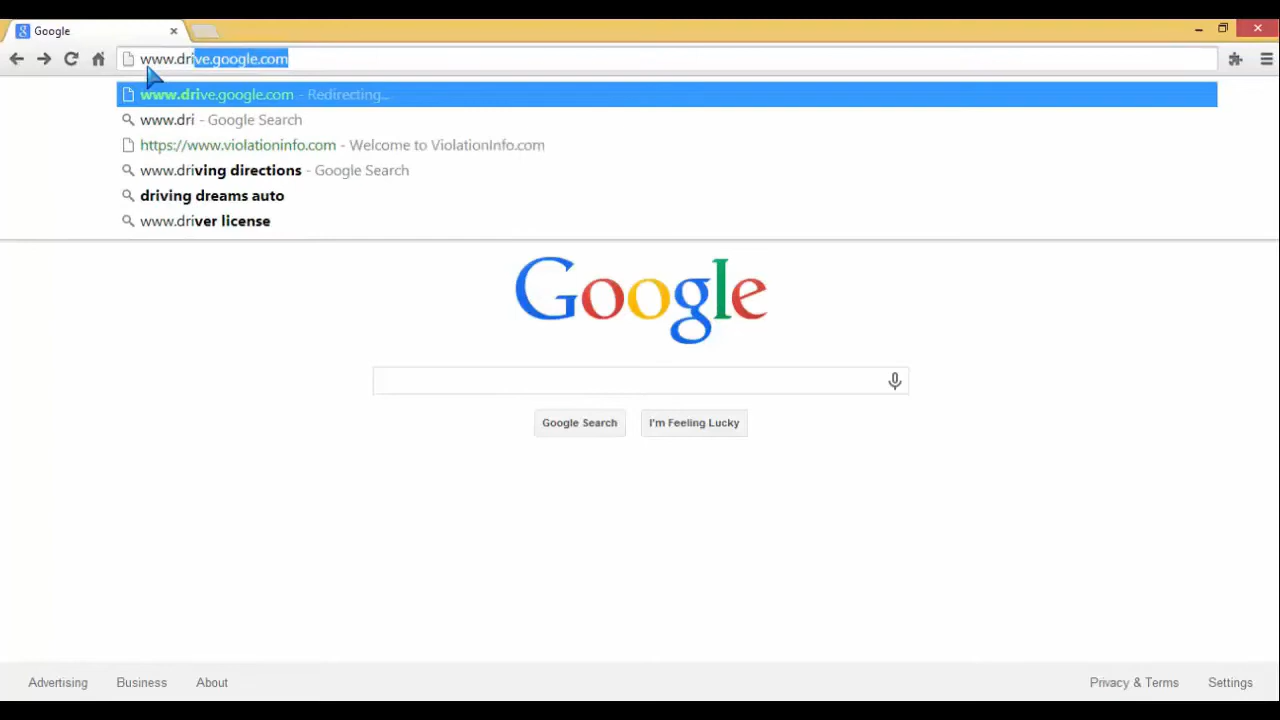 Google
www.drive.google.com
www.drive.google.com - Redirecting...
www.dri - Google Search
https://www.violationinfo.com - Welcome to ViolationInfo.com
www.driving directions - Google Search
driving dreams auto
www.driver license
Google
Google Search I'm Feeling Lucky
Advertising Business About Privacy & Terms Settings